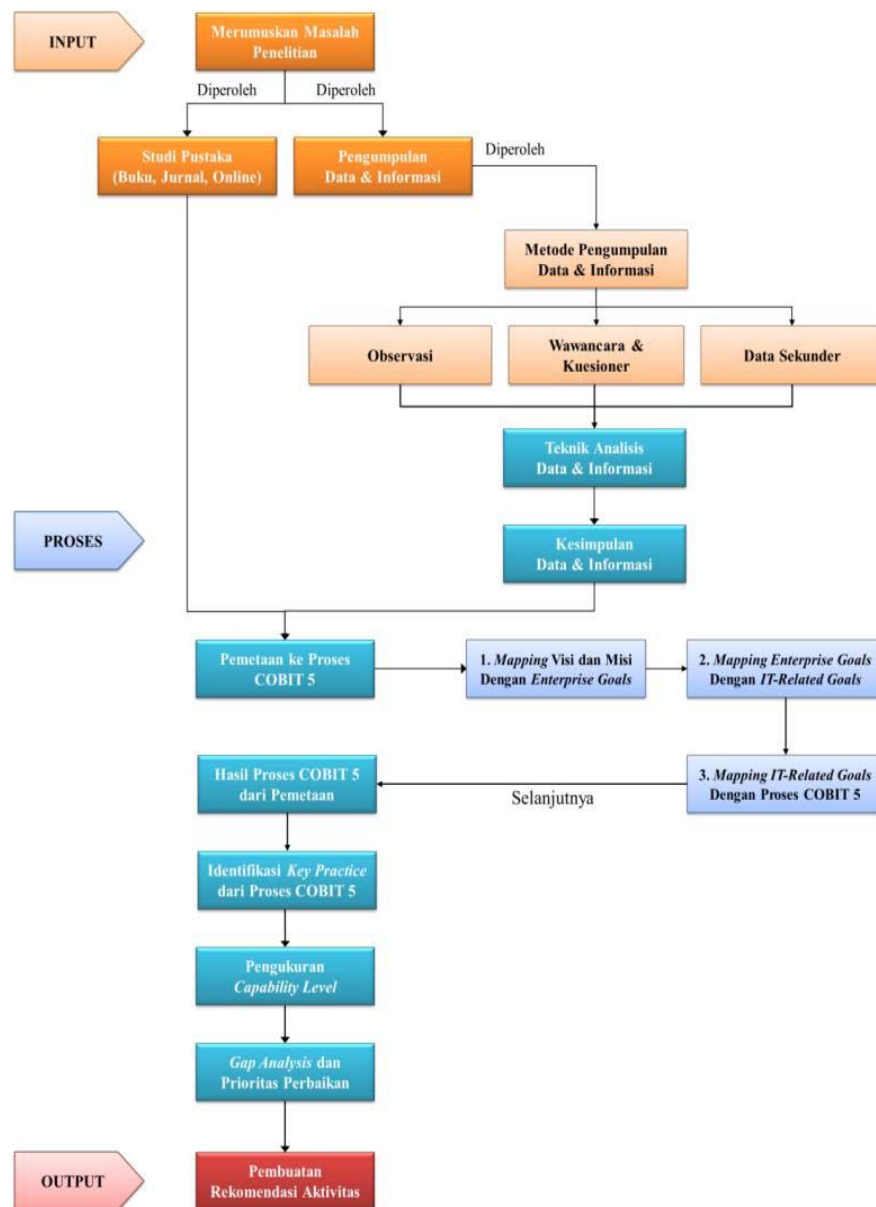 INPUT
Merumuskan Masalah
Penelitian
Diperoleh
Diperoleh
Studi Pustaka
(Buku, Jurnal, Online)
Pengumpulan
Data & Informasi
Diperoleh
Metode Pengumpulan
Data & Informasi
Observasi
Wawancara &
Kuesioner
Data Sekunder
Teknik Analisis
Data & Informasi
PROSES
Kesimpulan
Data & Informasi
Pemetaan ke Proses
COBIT 5
1. Mapping Visi dan Misi
Dengan Enterprise Goals
2. Mapping Enterprise Goals
Dengan IT-Related Goals
3. Mapping IT-Related Goals
Dengan Proses COBIT 5
Selanjutnya
Hasil Proses COBIT 5
dari Pemetaan
Identifikasi Key Practice
dari Proses COBIT 5
Pengukuran
Capability Level
Gap Analysis dan
Prioritas Perbaikan
OUTPUT
Pembuatan
Rekomendasi Aktivitas